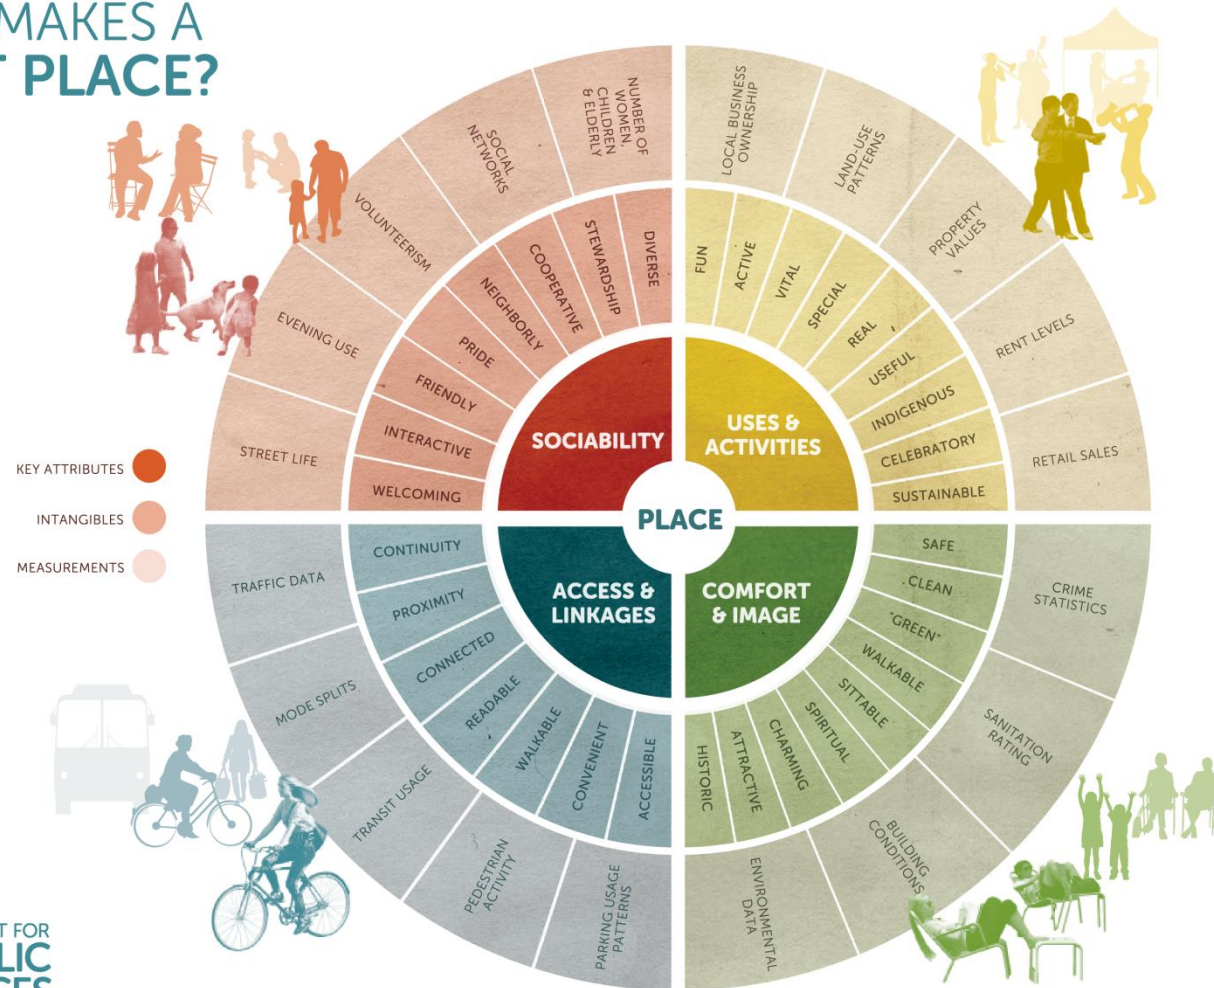 MAKES A
T PLACE?
KEY ATTRIBUTES
INTANGIBLES
MEASUREMENTS
PLACE
SOCIABILITY
USES &
ACTIVITIES
ACCESS &
LINKAGES
COMFORT
& IMAGE
WELCOMING
INTERACTIVE
FRIENDLY
PRIDE
NEIGHBORLY
COOPERATIVE
STEWARDSHIP
DIVERSE
FUN
ACTIVE
VITAL
SPECIAL
REAL
USEFUL
INDIGENOUS
CELEBRATORY
SUSTAINABLE
SAFE
CLEAN
"GREEN"
WALKABLE
SITTABLE
SPIRITUAL
CHARMING
ATTRACTIVE
HISTORIC
ACCESSIBLE
CONVENIENT
WALKABLE
READABLE
CONNECTED
PROXIMITY
CONTINUITY
STREET LIFE
EVENING USE
VOLUNTEERISM
SOCIAL
NETWORKS
NUMBER OF
WOMEN,
CHILDREN
& ELDERLY
LOCAL BUSINESS
OWNERSHIP
LAND-USE
PATTERNS
PROPERTY
VALUES
RENT LEVELS
RETAIL SALES
CRIME
STATISTICS
SANITATION
RATING
BUILDING
CONDITIONS
ENVIRONMENTAL
DATA
PARKING USAGE
PATTERNS
PEDESTRIAN
ACTIVITY
TRANSIT USAGE
MODE SPLITS
TRAFFIC DATA
T FOR
LIC
CES